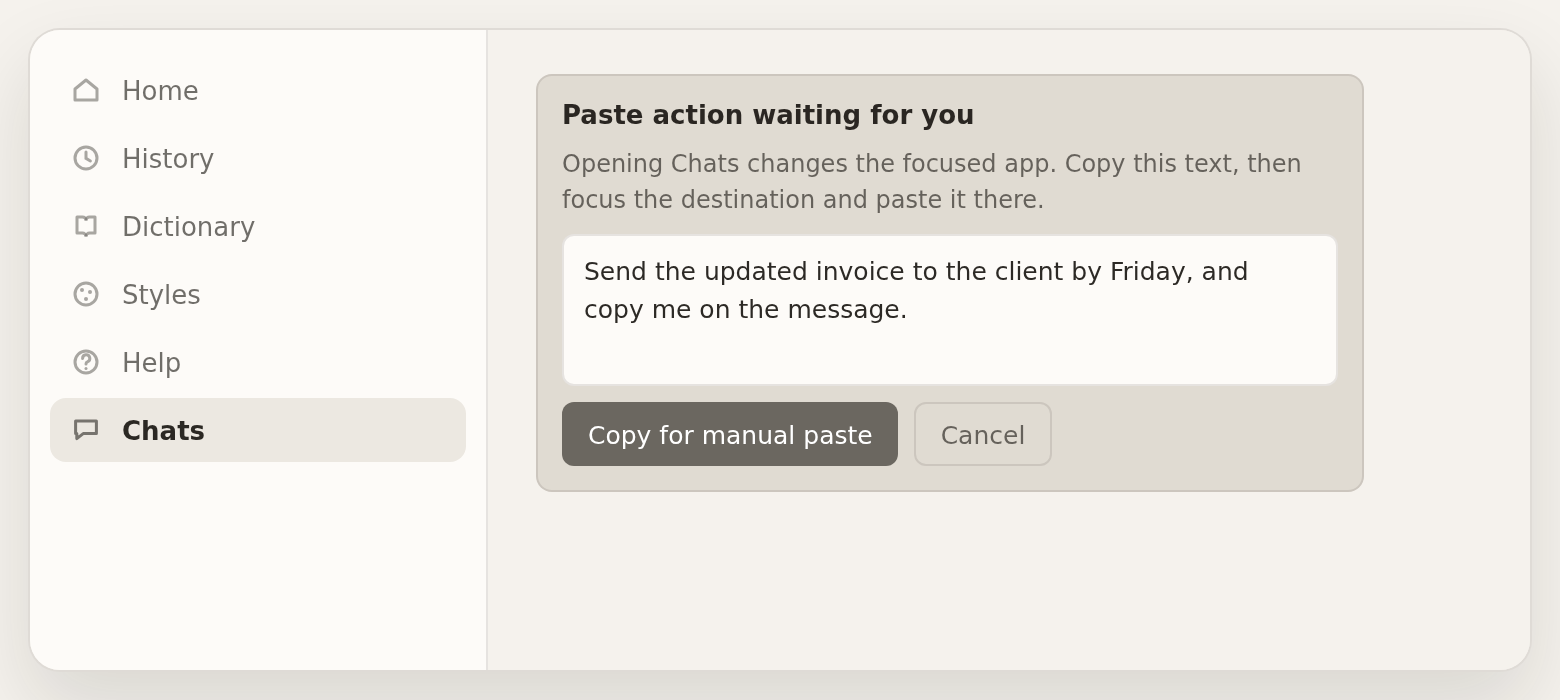 Home
History
Dictionary
Styles
Help
Chats
Paste action waiting for you
Opening Chats changes the focused app. Copy this text, then
focus the destination and paste it there.
Send the updated invoice to the client by Friday, and
copy me on the message.
Copy for manual paste
Cancel